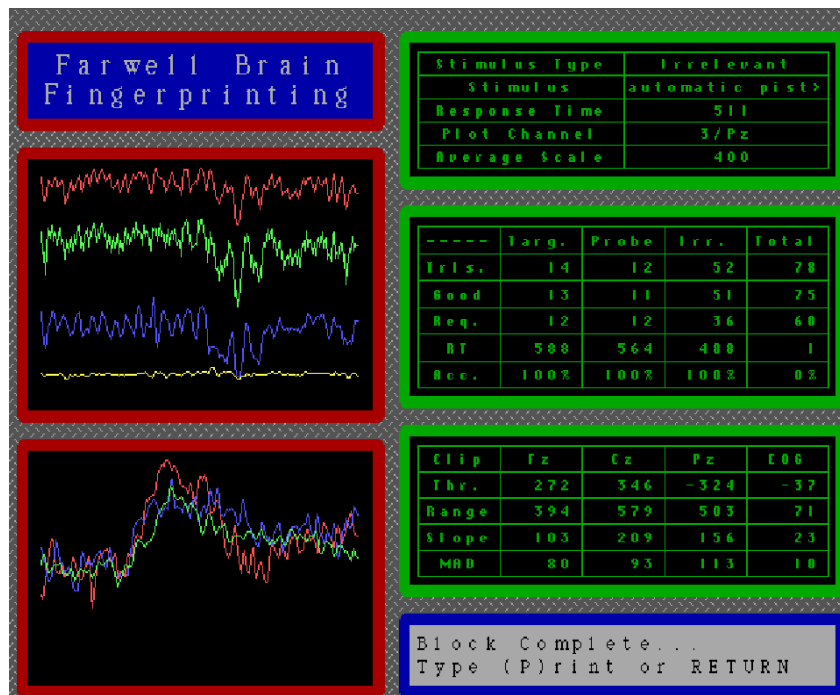 Farwell Brain
Fingerprinting
Stimulus Type Irrelevant
Stimulus automatic pist>
Response Time 511
Plot Channel 3/Pz
Average Scale 400
----- Targ. Probe Irr. Total
Trls. 14 12 52 78
Good 13 11 51 75
Req. 12 12 36 60
RT 588 564 488 1
Acc. 100% 100% 100% 0%
Clip Fz Cz Pz EOG
Thr. 272 346 -324 -37
Range 394 579 503 71
Slope 103 209 156 23
MAD 80 93 113 10
Block Complete...
Type (P)rint or RETURN